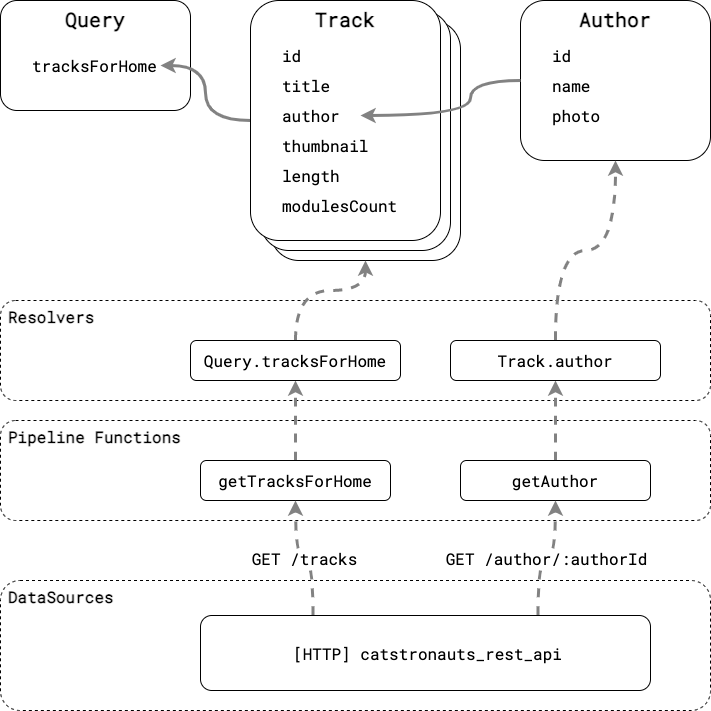 Query
tracksForHome
Track
id
title
author
thumbnail
length
modulesCount
Author
id
name
photo
Resolvers
Query.tracksForHome
Track.author
Pipeline Functions
getTracksForHome
getAuthor
GET /tracks
GET /author/:authorId
DataSources
[HTTP] catstronauts_rest_api